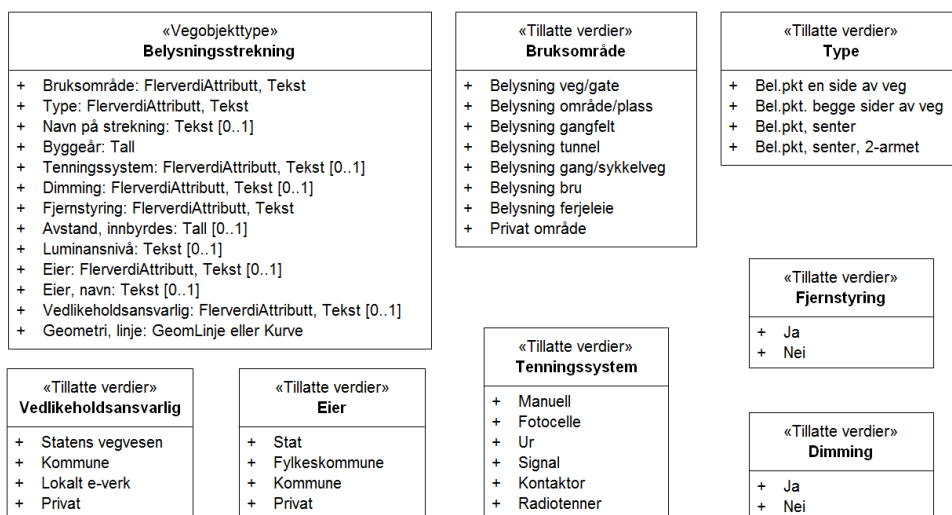 «Vegobjekttype»
Belysningsstrekning
+ Bruksområde: FlerverdiAttributt, Tekst
+ Type: FlerverdiAttributt, Tekst
+ Navn på strekning: Tekst [0..1]
+ Byggeår: Tall
+ Tenningssystem: FlerverdiAttributt, Tekst [0..1]
+ Dimming: FlerverdiAttributt, Tekst [0..1]
+ Fjernstyring: FlerverdiAttributt, Tekst
+ Avstand, innbyrdes: Tall [0..1]
+ Luminansnivå: Tekst [0..1]
+ Eier: FlerverdiAttributt, Tekst [0..1]
+ Eier, navn: Tekst [0..1]
+ Vedlikeholdsansvarlig: FlerverdiAttributt, Tekst [0..1]
+ Geometri, linje: GeomLinje eller Kurve
«Tillatte verdier»
Bruksområde
+ Belysning veg/gate
+ Belysning område/plass
+ Belysning gangfelt
+ Belysning tunnel
+ Belysning gang/sykkelveg
+ Belysning bru
+ Belysning ferjeleie
+ Privat område
«Tillatte verdier»
Type
+ Bel.pkt en side av veg
+ Bel.pkt. begge sider av veg
+ Bel.pkt, senter
+ Bel.pkt, senter, 2-armet
«Tillatte verdier»
Fjernstyring
+ Ja
+ Nei
«Tillatte verdier»
Vedlikeholdsansvarlig
+ Statens vegvesen
+ Kommune
+ Lokalt e-verk
+ Privat
«Tillatte verdier»
Eier
+ Stat
+ Fylkeskommune
+ Kommune
+ Privat
«Tillatte verdier»
Tenningssystem
+ Manuell
+ Fotocelle
+ Ur
+ Signal
+ Kontaktor
+ Radiotenner
«Tillatte verdier»
Dimming
+ Ja
+ Nei